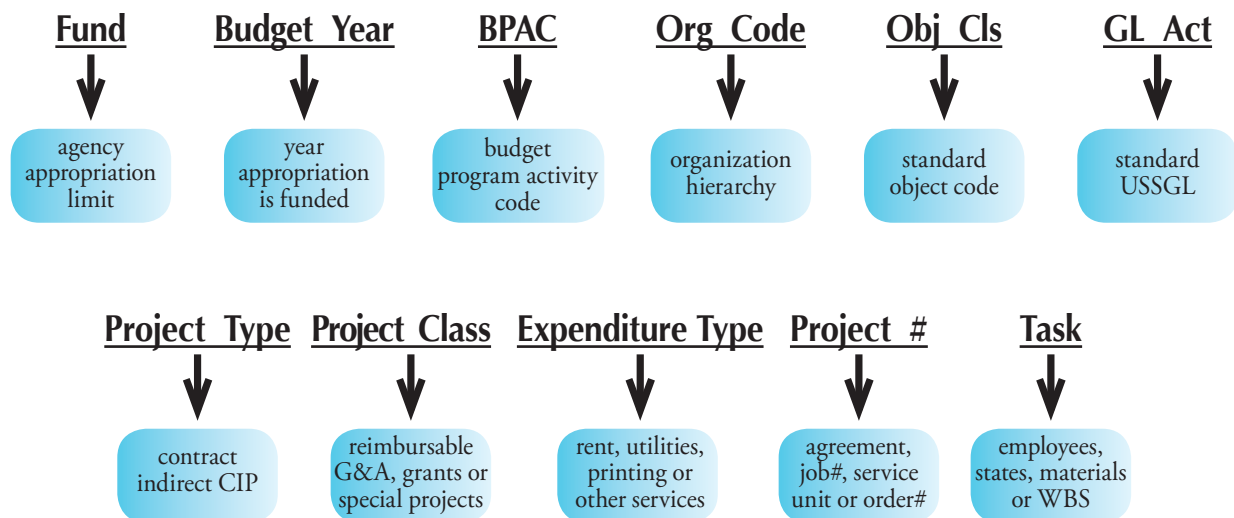 Fund Budget Year BPAC Org Code Obj Cls GL Act
agency
appropriation
limit
year
appropriation
is funded
budget
program activity
code
organization
hierarchy
standard
object code
standard
USSGL
Project Type Project Class Expenditure Type Project # Task
contract
indirect CIP
reimbursable
G&A, grants or
special projects
rent, utilities,
printing or
other services
agreement,
job#, service
unit or order#
employees,
states, materials
or WBS